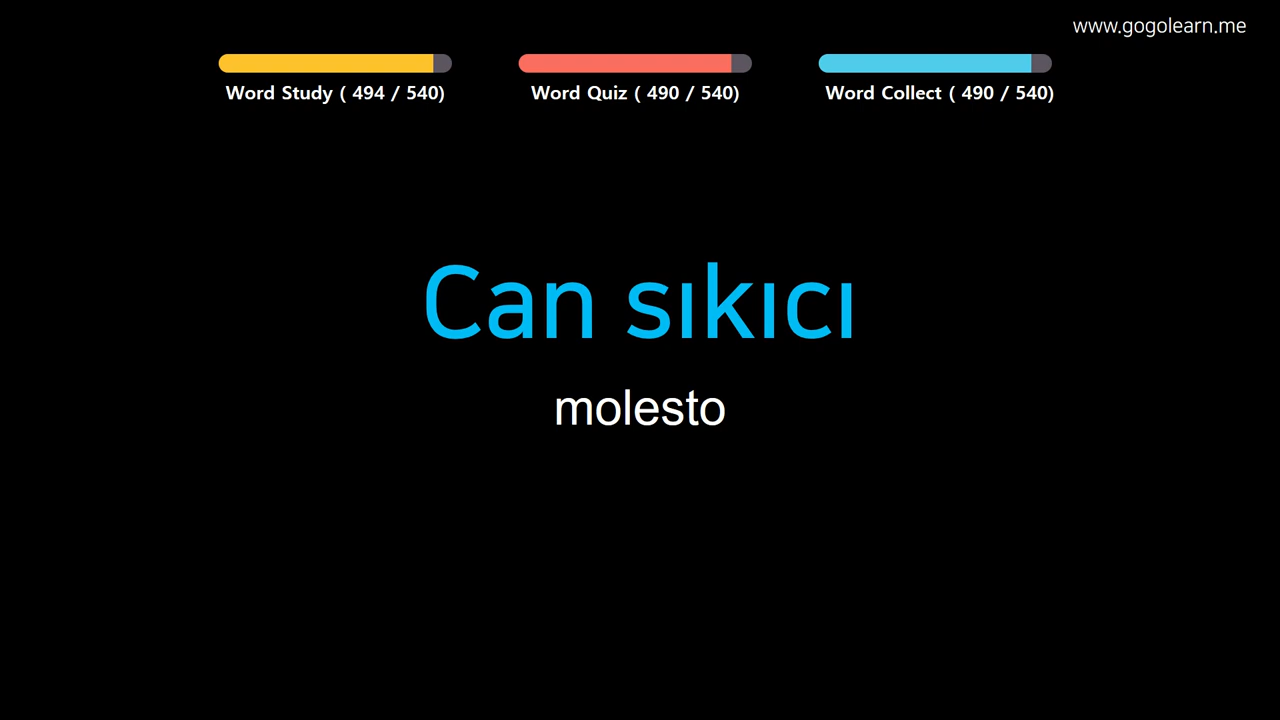 www.gogolearn.me
Word Study ( 494 / 540)
Word Quiz ( 490 / 540)
Word Collect ( 490 / 540)
Can sıkıcı
molesto